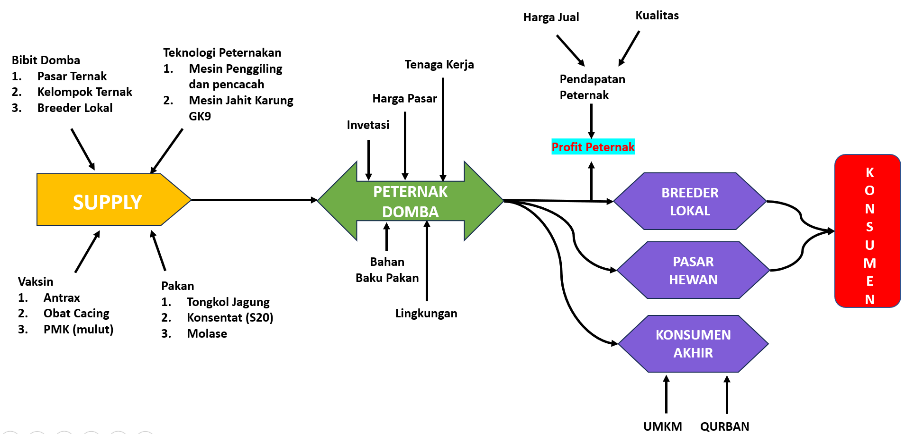 Bibit Domba
1. Pasar Ternak
2. Kelompok Ternak
3. Breeder Lokal
Teknologi Peternakan
1. Mesin Penggiling
dan pencacah
2. Mesin Jahit Karung
GK9
SUPPLY
Vaksin
1. Antrax
2. Obat Cacing
3. PMK (mulut)
Pakan
1. Tongkol Jagung
2. Konsentat (S20)
3. Molase
Invetasi
Harga Pasar
Tenaga Kerja
PETERNAK
DOMBA
Bahan
Baku Pakan
Lingkungan
Harga Jual
Kualitas
Pendapatan
Peternak
Profit Peternak
BREEDER
LOKAL
PASAR
HEWAN
KONSUMEN
AKHIR
UMKM
QURBAN
KONSUMEN